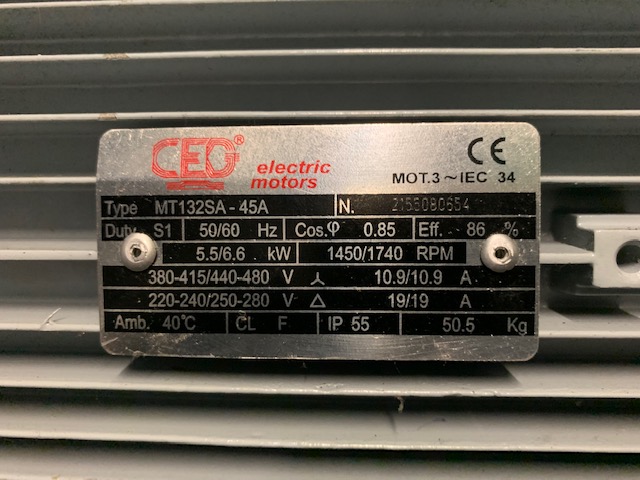 CEG®
electric
motors
CE
MOT.3~IEC 34
Type MT132SA-45A N. 2155080654
Duty S1 50/60 Hz Cos.φ 0.85 Eff. 86 %
5.5/6.6 kW 1450/1740 RPM
380-415/440-480 V ⅄ 10.9/10.9 A
220-240/250-280 V △ 19/19 A
Amb. 40°C CL F IP 55 50.5 Kg